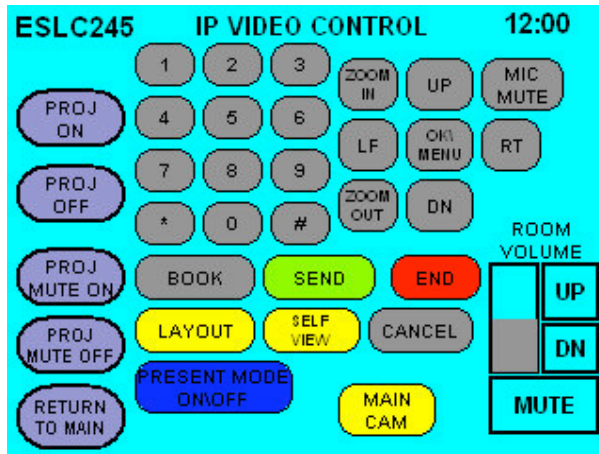 ESLC245 IP VIDEO CONTROL 12:00
PROJ
ON
PROJ
OFF
PROJ
MUTE ON
PROJ
MUTE OFF
RETURN
TO MAIN
1 2 3
4 5 6
7 8 9
* 0 #
ZOOM
IN
UP
MIC
MUTE
LF
OK\
MENU
RT
ZOOM
OUT
DN
BOOK SEND END
LAYOUT
SELF
VIEW
CANCEL
PRESENT MODE
ON\OFF
MAIN
CAM
ROOM
VOLUME
UP
DN
MUTE